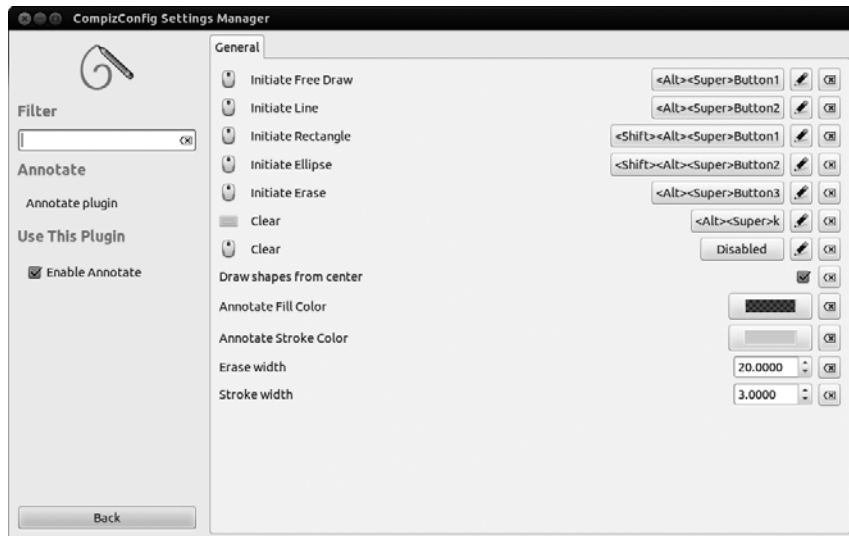 CompizConfig Settings Manager
Filter
Annotate
Annotate plugin
Use This Plugin
Enable Annotate
Back
General
Initiate Free Draw <Alt><Super>Button1
Initiate Line <Alt><Super>Button2
Initiate Rectangle <Shift><Alt><Super>Button1
Initiate Ellipse <Shift><Alt><Super>Button2
Initiate Erase <Alt><Super>Button3
Clear <Alt><Super>k
Clear Disabled
Draw shapes from center
Annotate Fill Color
Annotate Stroke Color
Erase width 20.0000
Stroke width 3.0000